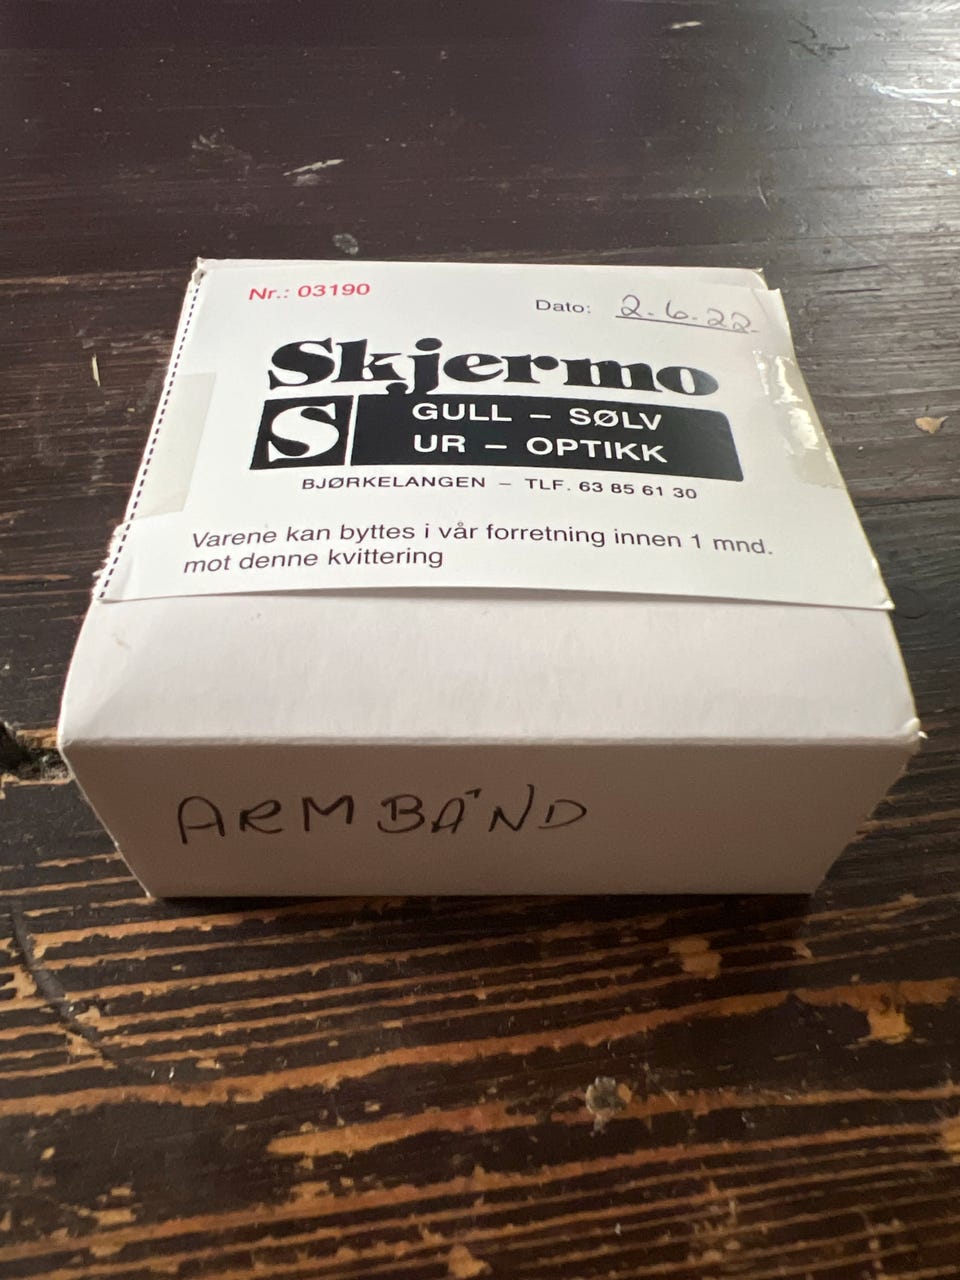 Nr.: 03190
Dato: 2.6.22
Skjermo
S
GULL – SØLV
UR – OPTIKK
BJØRKELANGEN – TLF. 63 85 61 30
Varene kan byttes i vår forretning innen 1 mnd.
mot denne kvittering
ARMBÅND